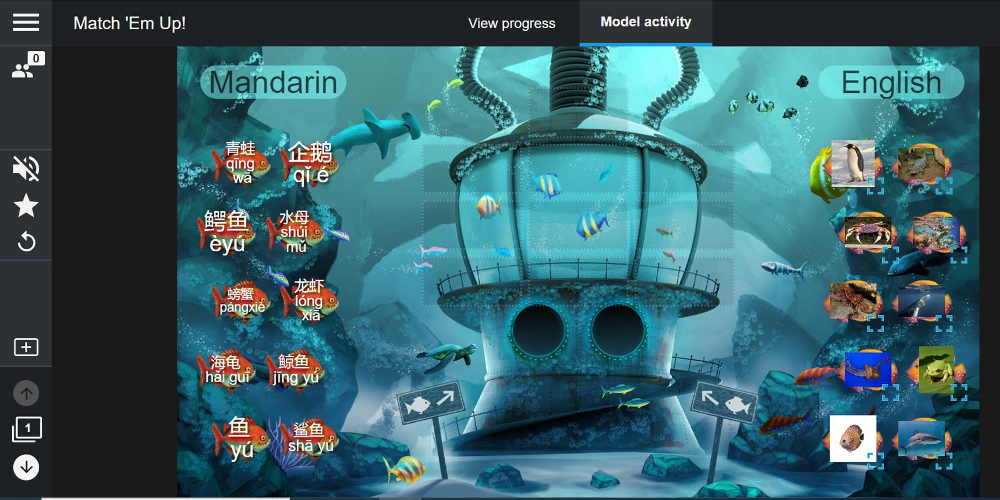 Match 'Em Up!
View progress
Model activity
0
Mandarin
English
青蛙
qīng
wā
企鹅
qǐ é
鳄鱼
èyú
水母
shúi
mǔ
螃蟹
pángxiè
龙虾
lóng
xiā
海龟
hǎi guī
鲸鱼
jīng yú
鱼
yú
鲨鱼
shā yú
1